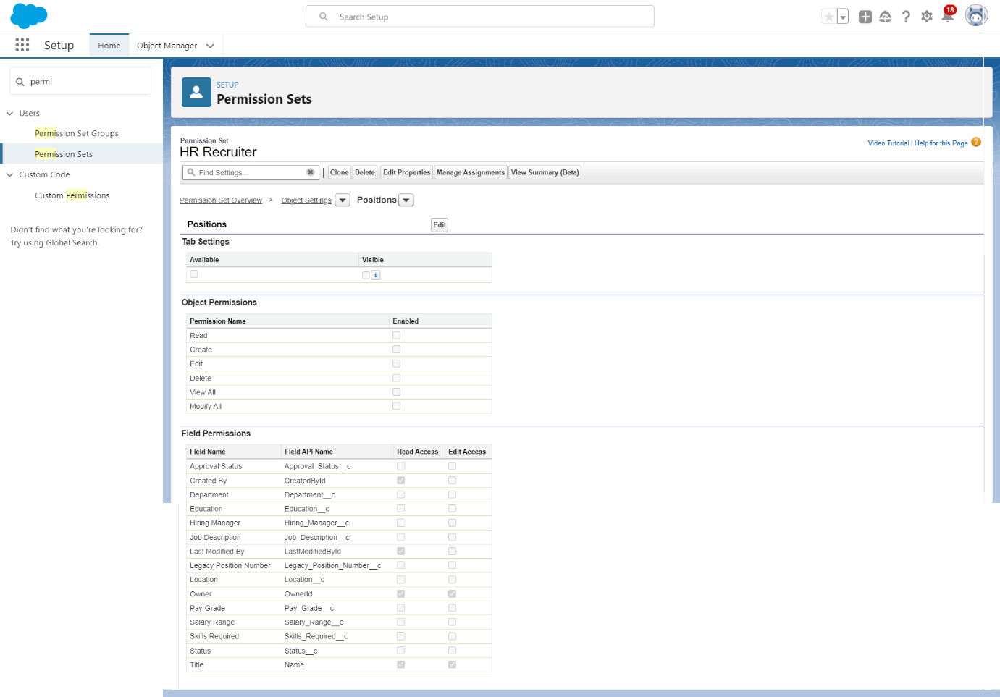 Search Setup
18
Setup
Home
Object Manager
permi
Users
Permission Set Groups
Permission Sets
Custom Code
Custom Permissions
Didn't find what you're looking for?
Try using Global Search.
SETUP
Permission Sets
Permission Set
HR Recruiter
Video Tutorial | Help for this Page ?
Find Settings... | Clone Delete Edit Properties Manage Assignments View Summary (Beta)
Permission Set Overview > Object Settings Positions
Positions Edit
Tab Settings
Available Visible
i
Object Permissions
Permission Name Enabled
Read
Create
Edit
Delete
View All
Modify All
Field Permissions
Field Name Field API Name Read Access Edit Access
Approval Status Approval_Status__c
Created By CreatedById
Department Department__c
Education Education__c
Hiring Manager Hiring_Manager__c
Job Description Job_Description__c
Last Modified By LastModifiedById
Legacy Position Number Legacy_Position_Number__c
Location Location__c
Owner OwnerId
Pay Grade Pay_Grade__c
Salary Range Salary_Range__c
Skills Required Skills_Required__c
Status Status__c
Title Name